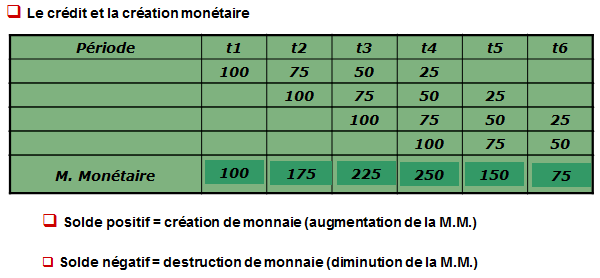 Le crédit et la création monétaire
Période t1 t2 t3 t4 t5 t6
100 75 50 25
100 75 50 25
100 75 50 25
100 75 50
M. Monétaire 100 175 225 250 150 75
Solde positif = création de monnaie (augmentation de la M.M.)
Solde négatif = destruction de monnaie (diminution de la M.M.)